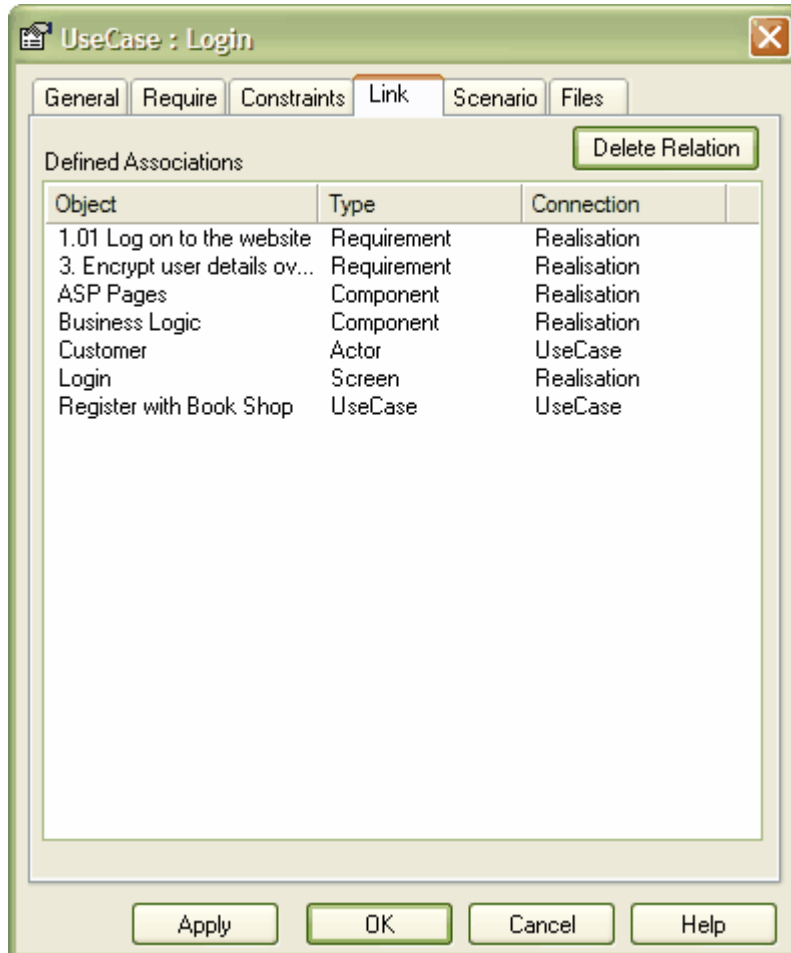 UseCase : Login
General Require Constraints Link Scenario Files
Delete Relation
Defined Associations
Object Type Connection
1.01 Log on to the website Requirement Realisation
3. Encrypt user details ov... Requirement Realisation
ASP Pages Component Realisation
Business Logic Component Realisation
Customer Actor UseCase
Login Screen Realisation
Register with Book Shop UseCase UseCase
Apply OK Cancel Help